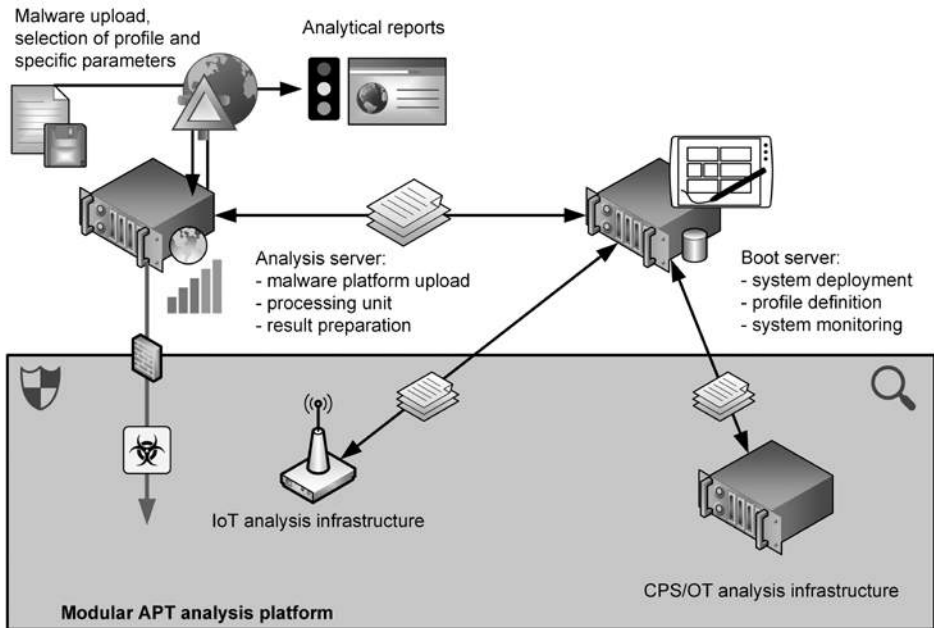 Malware upload,
selection of profile and
specific parameters
Analytical reports
Analysis server:
- malware platform upload
- processing unit
- result preparation
Boot server:
- system deployment
- profile definition
- system monitoring
IoT analysis infrastructure
CPS/OT analysis infrastructure
Modular APT analysis platform